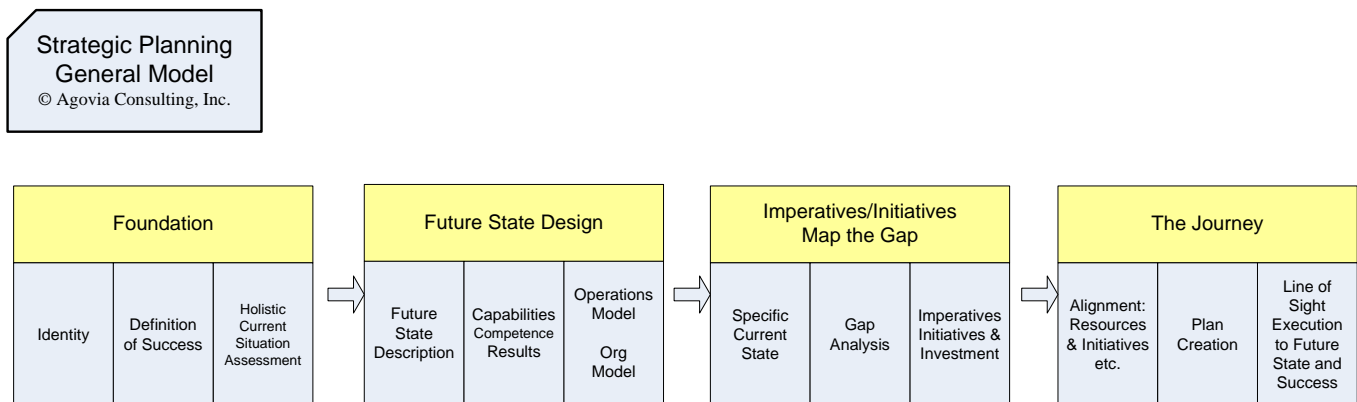 Strategic Planning
General Model
© Agovia Consulting, Inc.
Foundation
Identity
Definition
of Success
Holistic
Current
Situation
Assessment
Future State Design
Future
State
Description
Capabilities
Competence
Results
Operations
Model
Org
Model
Imperatives/Initiatives
Map the Gap
Specific
Current
State
Gap
Analysis
Imperatives
Initiatives &
Investment
The Journey
Alignment:
Resources
& Initiatives
etc.
Plan
Creation
Line of
Sight
Execution
to Future
State and
Success